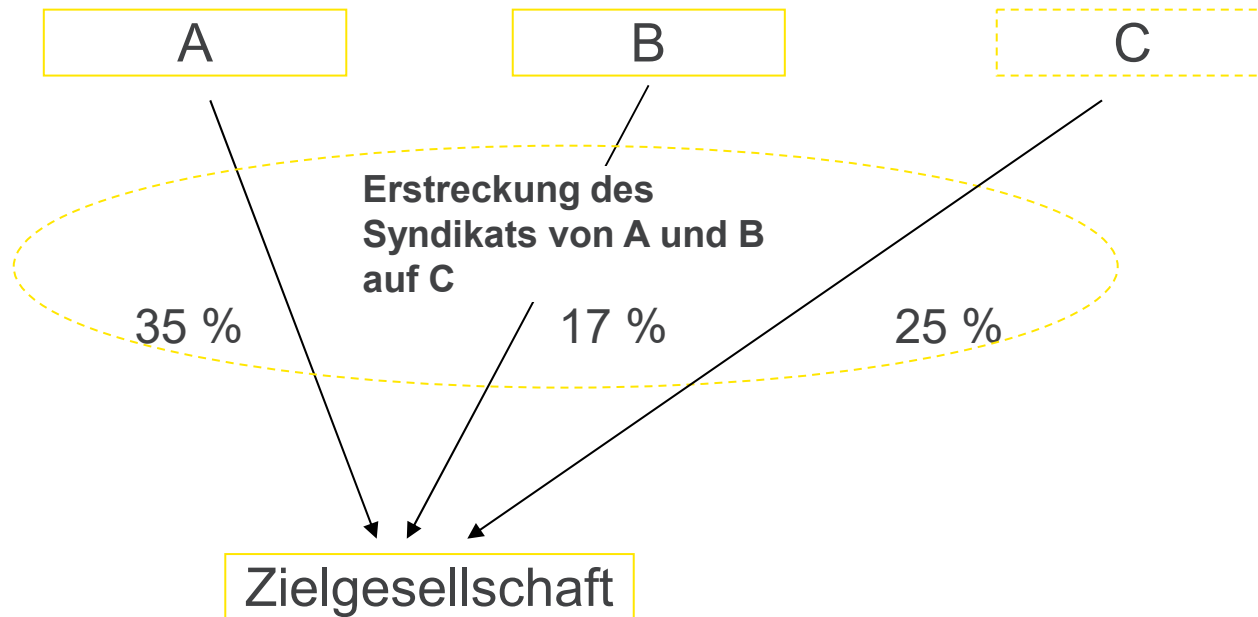 A
B
C
Erstreckung des
Syndikats von A und B
auf C
35 %
17 %
25 %
Zielgesellschaft